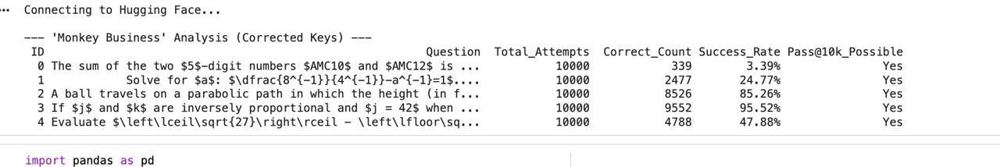 ••• Connecting to Hugging Face...
--- 'Monkey Business' Analysis (Corrected Keys) ---
ID Question Total_Attempts Correct_Count Success_Rate Pass@10k_Possible
0 The sum of the two $5$-digit numbers $AMC10$ and $AMC12$ is ... 10000 339 3.39% Yes
1 Solve for $a$: $\dfrac{8^{-1}}{4^{-1}}-a^{-1}=1$.... 10000 2477 24.77% Yes
2 A ball travels on a parabolic path in which the height (in f... 10000 8526 85.26% Yes
3 If $j$ and $k$ are inversely proportional and $j = 42$ when ... 10000 9552 95.52% Yes
4 Evaluate $\left\lceil\sqrt{27}\right\rceil - \left\lfloor\sq... 10000 4788 47.88% Yes
import pandas as pd